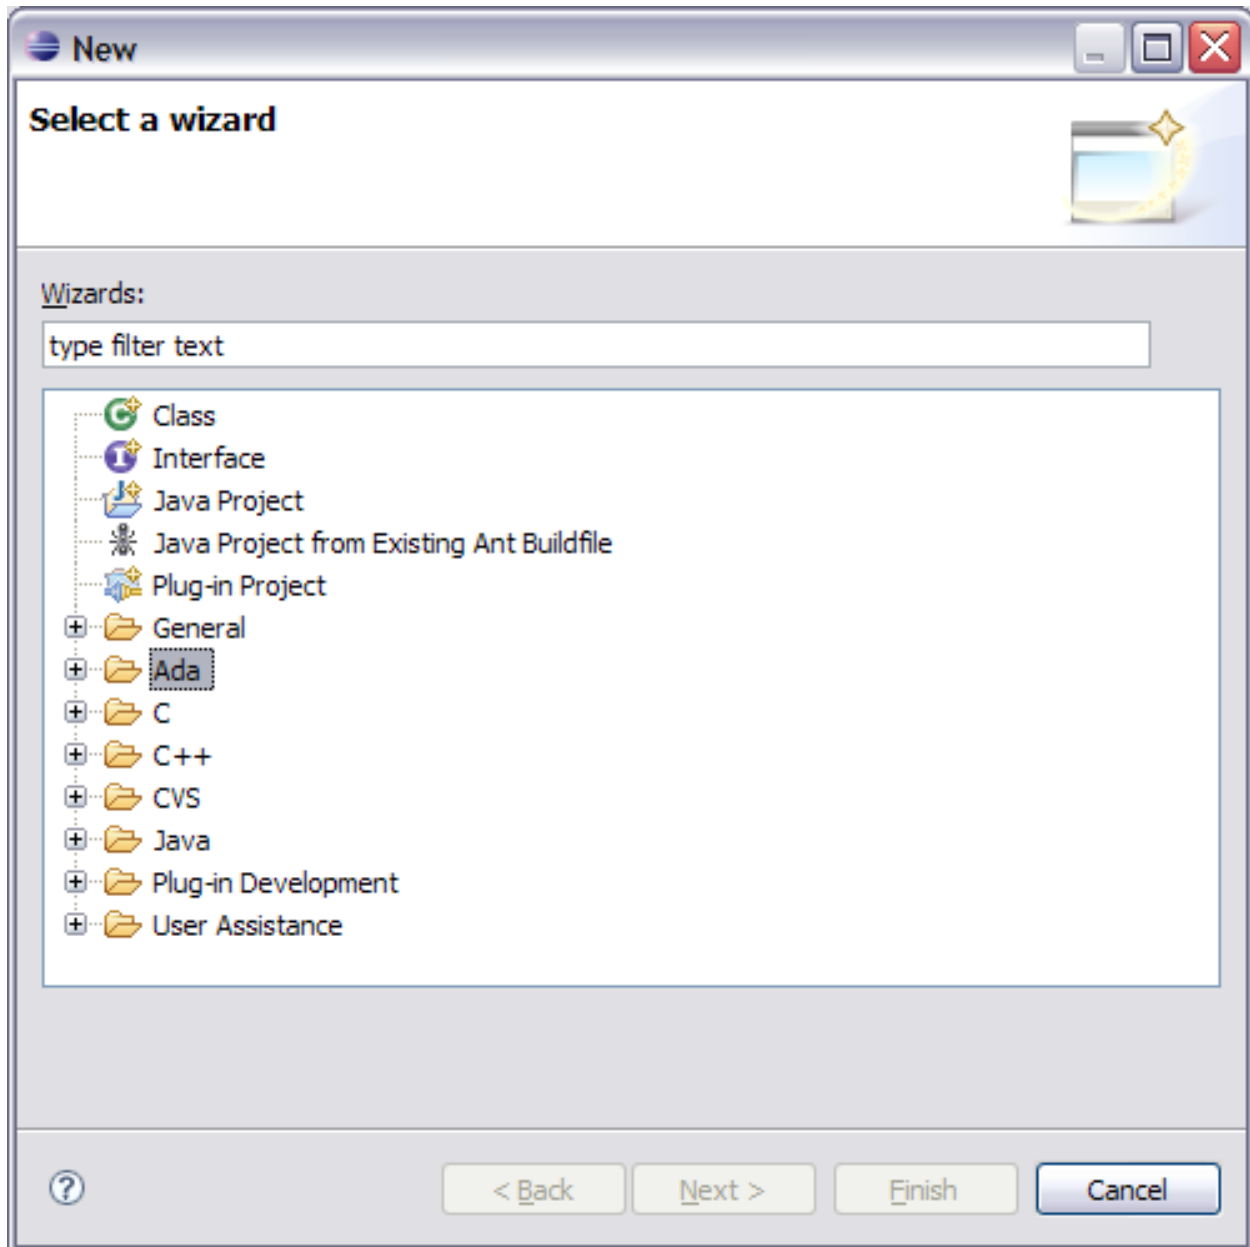 New
Select a wizard
Wizards:
type filter text
Class
Interface
Java Project
Java Project from Existing Ant Buildfile
Plug-in Project
General
Ada
C
C++
CVS
Java
Plug-in Development
User Assistance
< Back Next > Finish Cancel